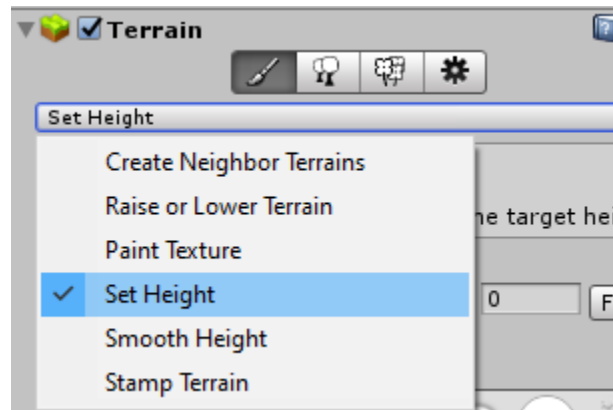 Terrain
Set Height
Create Neighbor Terrains
Raise or Lower Terrain
Paint Texture
Set Height
Smooth Height
Stamp Terrain
target
0
F